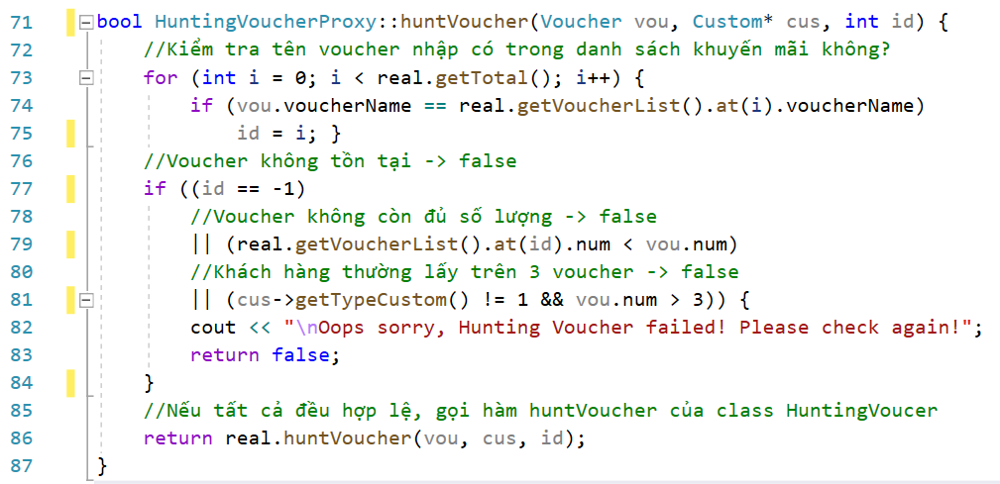 71 bool HuntingVoucherProxy::huntVoucher(Voucher vou, Custom* cus, int id) {
72 //Kiểm tra tên voucher nhập có trong danh sách khuyến mãi không?
73 for (int i = 0; i < real.getTotal(); i++) {
74 if (vou.voucherName == real.getVoucherList().at(i).voucherName)
75 id = i; }
76 //Voucher không tồn tại -> false
77 if ((id == -1)
78 //Voucher không còn đủ số lượng -> false
79 || (real.getVoucherList().at(id).num < vou.num)
80 //Khách hàng thường lấy trên 3 voucher -> false
81 || (cus->getTypeCustom() != 1 && vou.num > 3)) {
82 cout << "\nOops sorry, Hunting Voucher failed! Please check again!";
83 return false;
84 }
85 //Nếu tất cả đều hợp lệ, gọi hàm huntVoucher của class HuntingVoucer
86 return real.huntVoucher(vou, cus, id);
87 }